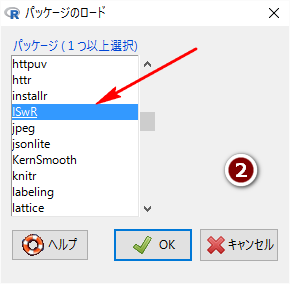 パッケージのロード
パッケージ (１つ以上選択)
httpuv
httr
installr
ISwR
jpeg
jsonlite
KernSmooth
knitr
labeling
lattice
2
ヘルプ
OK
キャンセル